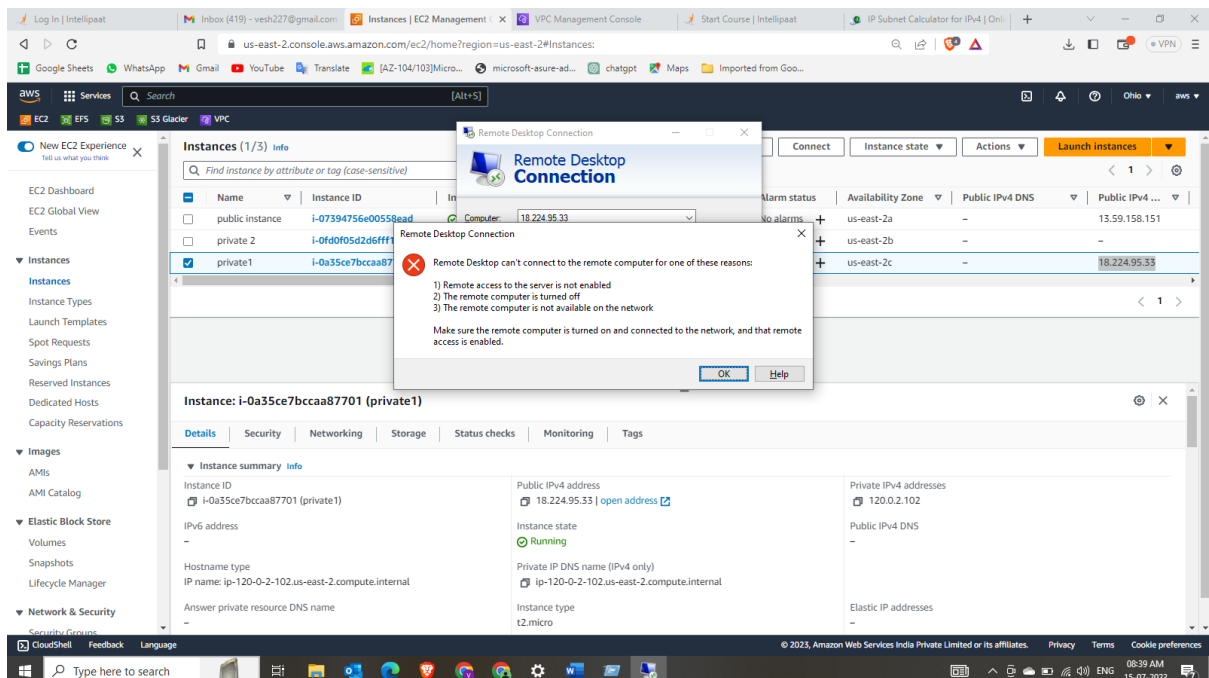 Log In | Intellipaat
Inbox (419) - vesh227@gmail.com
Instances | EC2 Management C
VPC Management Console
Start Course | Intellipaat
IP Subnet Calculator for IPv4 | Onli
us-east-2.console.aws.amazon.com/ec2/home?region=us-east-2#Instances:
VPN
Google Sheets WhatsApp Gmail YouTube Translate [AZ-104/103]Micro... microsoft-asure-ad... chatgpt Maps Imported from Goo...
aws Services Search [Alt+S] Ohio ▼ aws ▼
EC2 EFS S3 S3 Glacier VPC
New EC2 Experience
Tell us what you think
EC2 Dashboard
EC2 Global View
Events
Instances
Instances
Instance Types
Launch Templates
Spot Requests
Savings Plans
Reserved Instances
Dedicated Hosts
Capacity Reservations
Images
AMIs
AMI Catalog
Elastic Block Store
Volumes
Snapshots
Lifecycle Manager
Network & Security
Security Groups
Instances (1/3) Info
Connect Instance state ▼ Actions ▼ Launch instances ▼
Find instance by attribute or tag (case-sensitive)
< 1 >
Name Instance ID In Alarm status Availability Zone Public IPv4 DNS Public IPv4 ...
public instance i-07394756e00558ead No alarms + us-east-2a – 13.59.158.151
private 2 i-0fd0f05d2d6fff1 + us-east-2b – –
private1 i-0a35ce7bccaa87 + us-east-2c – 18.224.95.33
< 1 >
Remote Desktop Connection
Remote Desktop
Connection
Computer: 18.224.95.33
Remote Desktop Connection
Remote Desktop can't connect to the remote computer for one of these reasons:
1) Remote access to the server is not enabled
2) The remote computer is turned off
3) The remote computer is not available on the network
Make sure the remote computer is turned on and connected to the network, and that remote
access is enabled.
OK Help
Instance: i-0a35ce7bccaa87701 (private1)
Details Security Networking Storage Status checks Monitoring Tags
▼ Instance summary Info
Instance ID
i-0a35ce7bccaa87701 (private1)
Public IPv4 address
18.224.95.33 | open address
Private IPv4 addresses
120.0.2.102
IPv6 address
–
Instance state
Running
Public IPv4 DNS
–
Hostname type
IP name: ip-120-0-2-102.us-east-2.compute.internal
Private IP DNS name (IPv4 only)
ip-120-0-2-102.us-east-2.compute.internal
Answer private resource DNS name
–
Instance type
t2.micro
Elastic IP addresses
–
CloudShell Feedback Language
© 2023, Amazon Web Services India Private Limited or its affiliates. Privacy Terms Cookie preferences
Type here to search
ENG
08:39 AM
15-07-2023